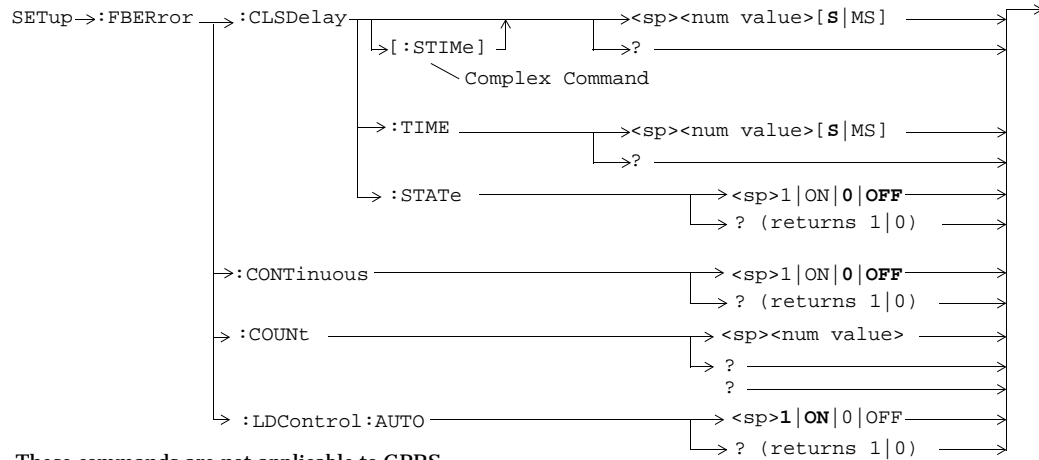 SETup :FBERror :CLSDelay <sp><num value>[S|MS]
[:STIMe] ?
Complex Command
:TIME <sp><num value>[S|MS]
?
:STATe <sp>1|ON|0|OFF
? (returns 1|0)
:CONTinuous <sp>1|ON|0|OFF
? (returns 1|0)
:COUNt <sp><num value>
?
?
:LDControl:AUTO <sp>1|ON|0|OFF
? (returns 1|0)
These commands are not applicable to GPRS